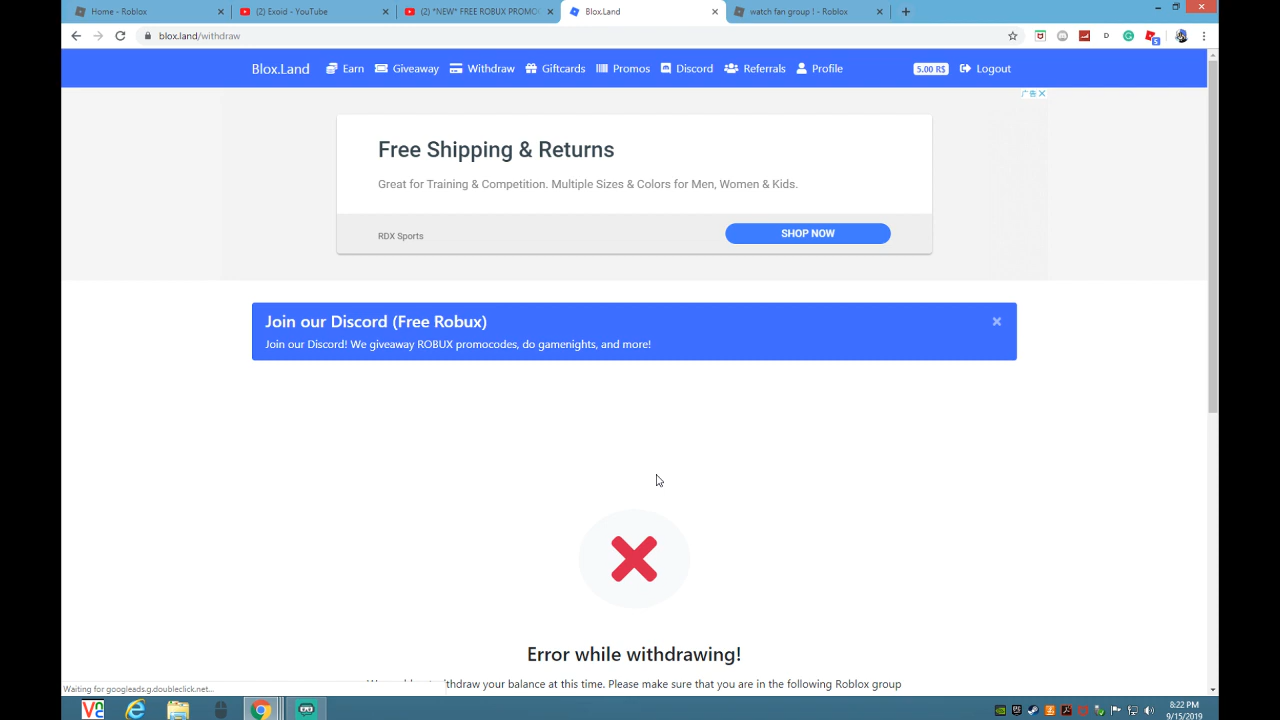 Home - Roblox
(2) Exoid - YouTube
(2) *NEW* FREE ROBUX PROMO
Blox.Land
watch fan group ! - Roblox
blox.land/withdraw
Blox.Land Earn Giveaway Withdraw Giftcards Promos Discord Referrals Profile 5.00 R$ Logout
Free Shipping & Returns
Great for Training & Competition. Multiple Sizes & Colors for Men, Women & Kids.
RDX Sports SHOP NOW
Join our Discord (Free Robux)
Join our Discord! We giveaway ROBUX promocodes, do gamenights, and more!
Error while withdrawing!
your balance at this time. Please make sure that you are in the following Roblox group
Waiting for googleads.g.doubleclick.net...
8:22 PM
9/15/2019